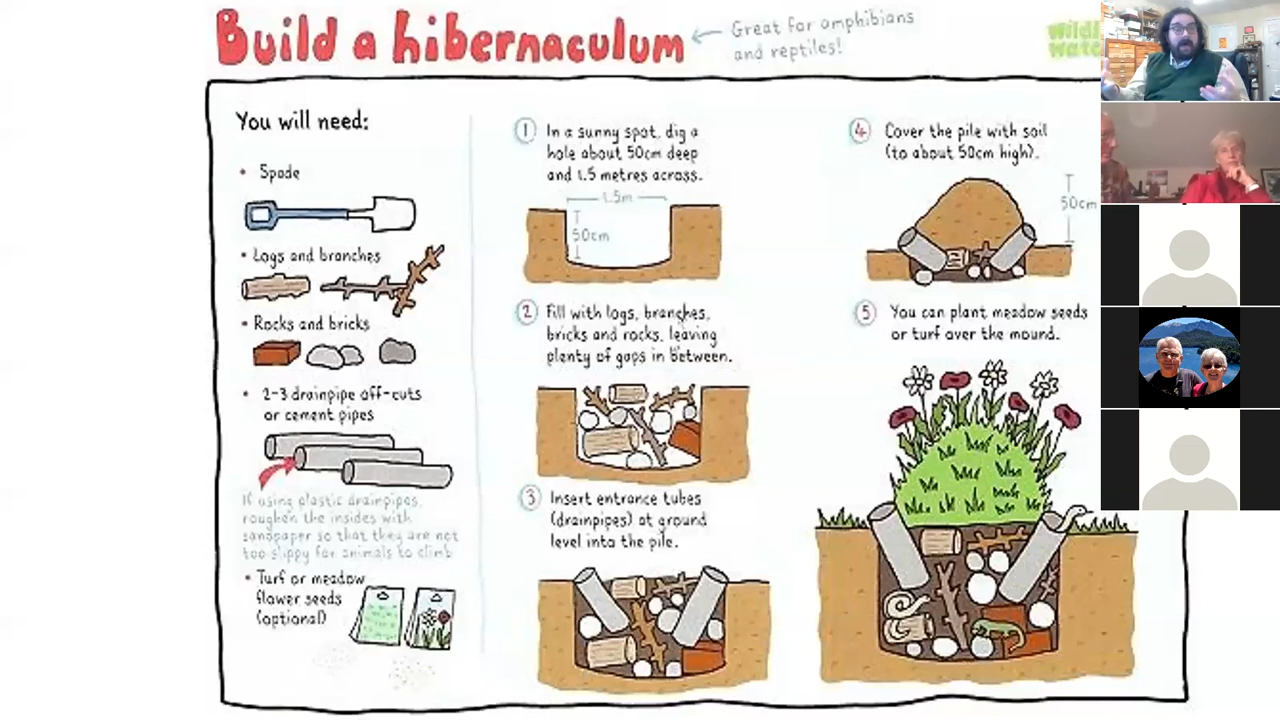 Build a hibernaculum
Great for amphibians
and reptiles!
Wild
wat
You will need:
• Spade
• Logs and branches
• Rocks and bricks
• 2-3 drainpipe off-cuts
or cement pipes
If using plastic drainpipes,
roughen the insides with
sandpaper so that they are not
too slippy for animals to climb
• Turf or meadow
flower seeds
(optional)
1 In a sunny spot, dig a
hole about 50cm deep
and 1.5 metres across.
1.5m
50cm
2 Fill with logs, branches,
bricks and rocks, leaving
plenty of gaps in between.
3 Insert entrance tubes
(drainpipes) at ground
level into the pile.
4 Cover the pile with soil
(to about 50cm high).
50cm
5 You can plant meadow seeds
or turf over the mound.